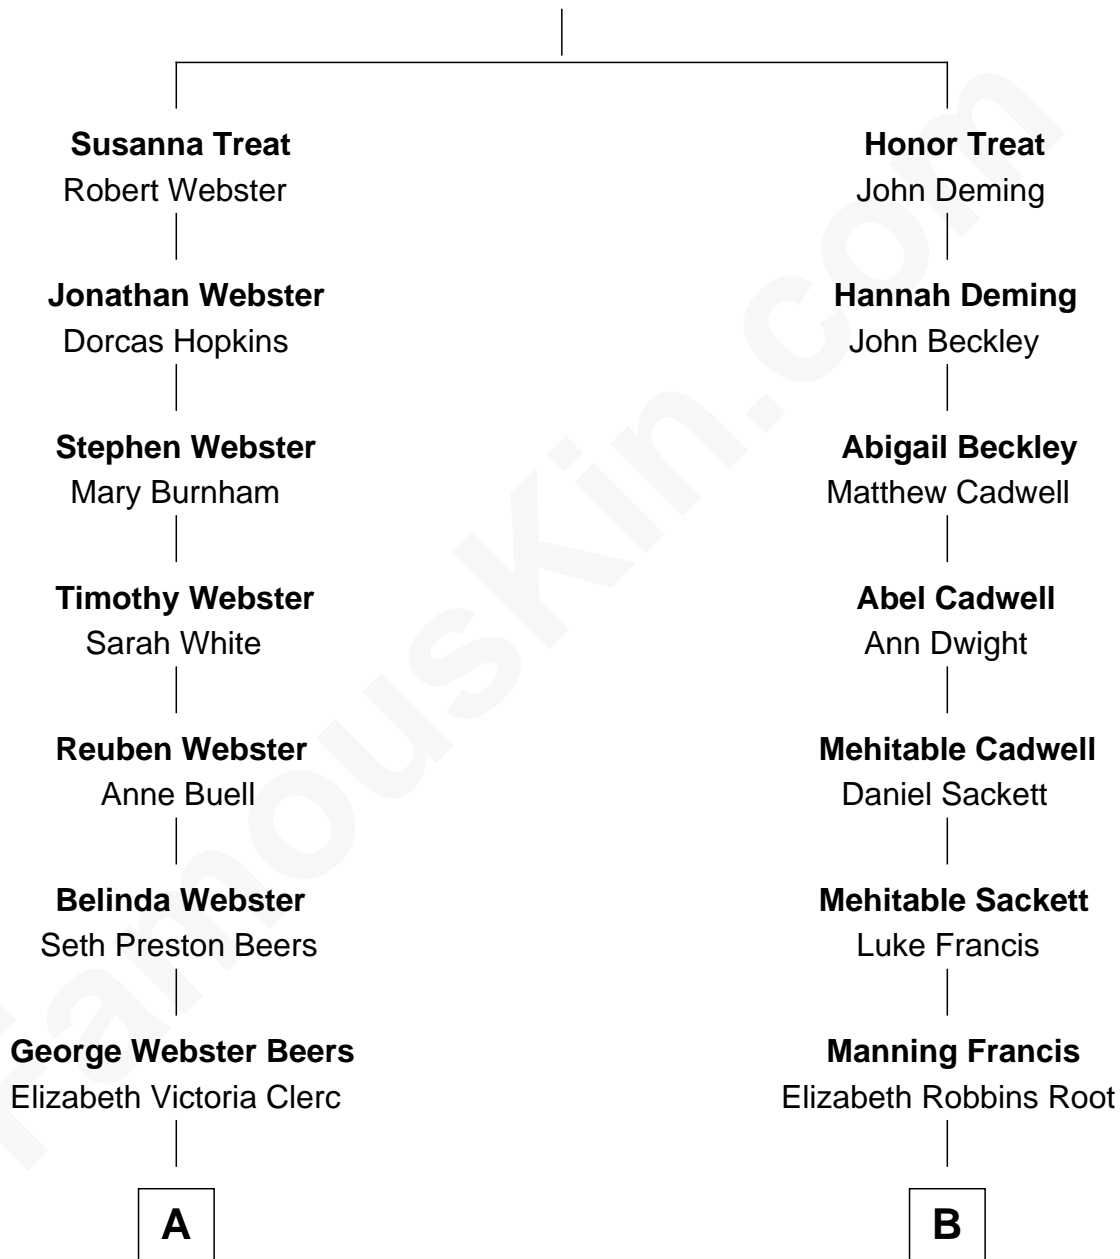 Susanna Treat
Robert Webster
Jonathan Webster
Dorcas Hopkins
Stephen Webster
Mary Burnham
Timothy Webster
Sarah White
Reuben Webster
Anne Buell
Belinda Webster
Seth Preston Beers
George Webster Beers
Elizabeth Victoria Clerc
A
Honor Treat
John Deming
Hannah Deming
John Beckley
Abigail Beckley
Matthew Cadwell
Abel Cadwell
Ann Dwight
Mehitable Cadwell
Daniel Sackett
Mehitable Sackett
Luke Francis
Manning Francis
Elizabeth Robbins Root
B
FamousKin.com